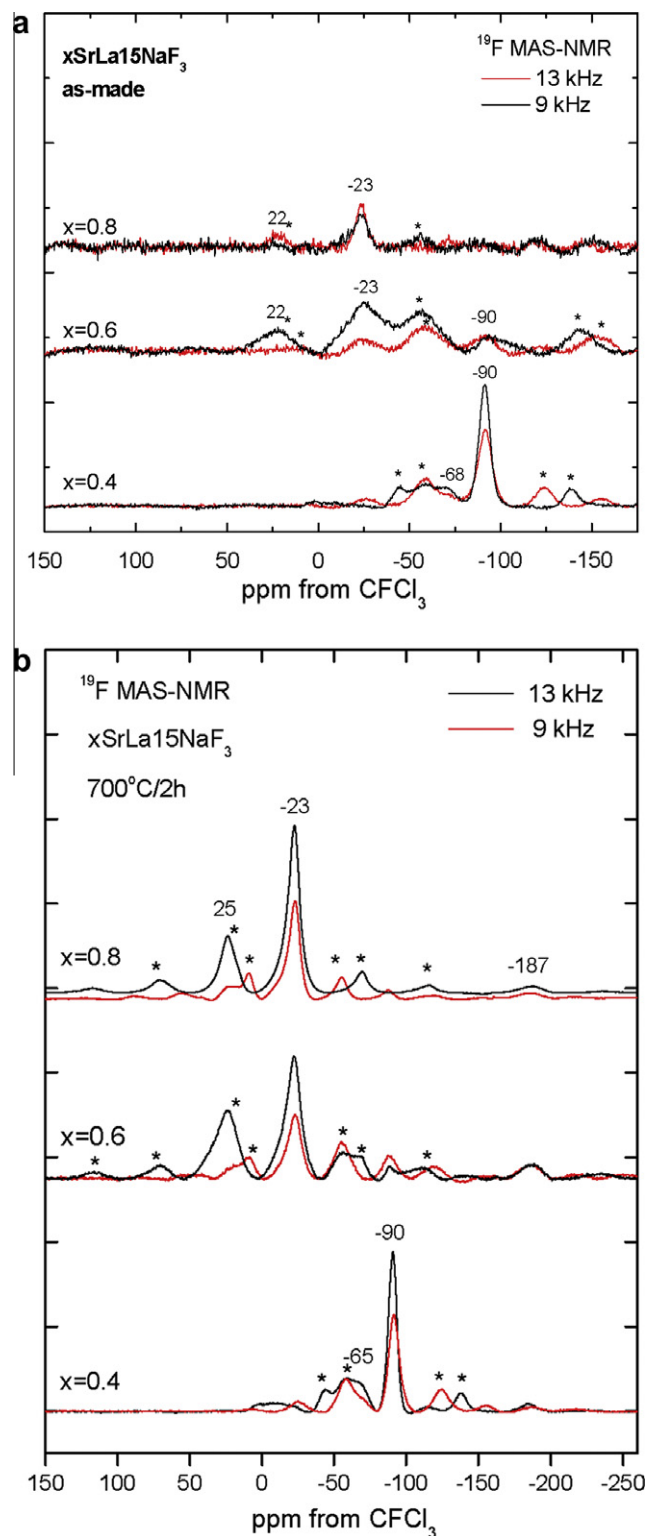 a
xSrLa15NaF₃
as-made
¹⁹F MAS-NMR
13 kHz
9 kHz
-23
22 *
*
x=0.8
-23
22 * *
*
*
-90
* *
x=0.6
-90
* * -68
* *
x=0.4
150 100 50 0 -50 -100 -150
ppm from CFCl₃
b
¹⁹F MAS-NMR
13 kHz
9 kHz
xSrLa15NaF₃
700°C/2h
-23
25
x=0.8
* * * * * *
-187
x=0.6
* * * * * * *
-90
-65
* * * *
x=0.4
150 100 50 0 -50 -100 -150 -200 -250
ppm from CFCl₃